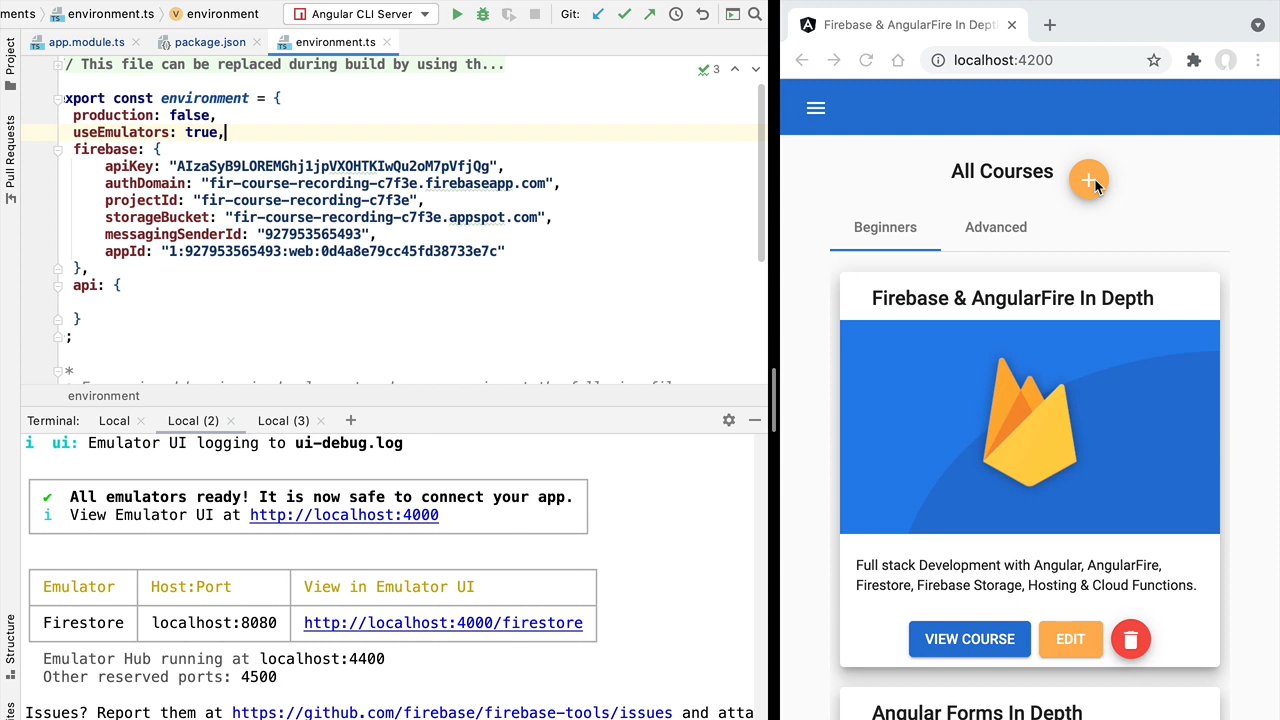 ments
environment.ts
environment
Angular CLI Server
Git:
app.module.ts
package.json
environment.ts
/ This file can be replaced during build by using th...
3
xport const environment = {
production: false,
useEmulators: true,
firebase: {
apiKey: "AIzaSyB9LOREMGhj1jpVXOHTKIwQu2oM7pVfjQg",
authDomain: "fir-course-recording-c7f3e.firebaseapp.com",
projectId: "fir-course-recording-c7f3e",
storageBucket: "fir-course-recording-c7f3e.appspot.com",
messagingSenderId: "927953565493",
appId: "1:927953565493:web:0d4a8e79cc45fd38733e7c"
},
api: {
}
;
*
environment
Project
Pull Requests
Structure
Terminal:
Local
Local (2)
Local (3)
i ui: Emulator UI logging to ui-debug.log
✔ All emulators ready! It is now safe to connect your app.
i View Emulator UI at http://localhost:4000
Emulator
Host:Port
View in Emulator UI
Firestore
localhost:8080
http://localhost:4000/firestore
Emulator Hub running at localhost:4400
Other reserved ports: 4500
Issues? Report them at https://github.com/firebase/firebase-tools/issues and atta
Firebase & AngularFire In Dept
localhost:4200
All Courses
Beginners
Advanced
Firebase & AngularFire In Depth
Full stack Development with Angular, AngularFire,
Firestore, Firebase Storage, Hosting & Cloud Functions.
VIEW COURSE
EDIT
Angular Forms In Depth